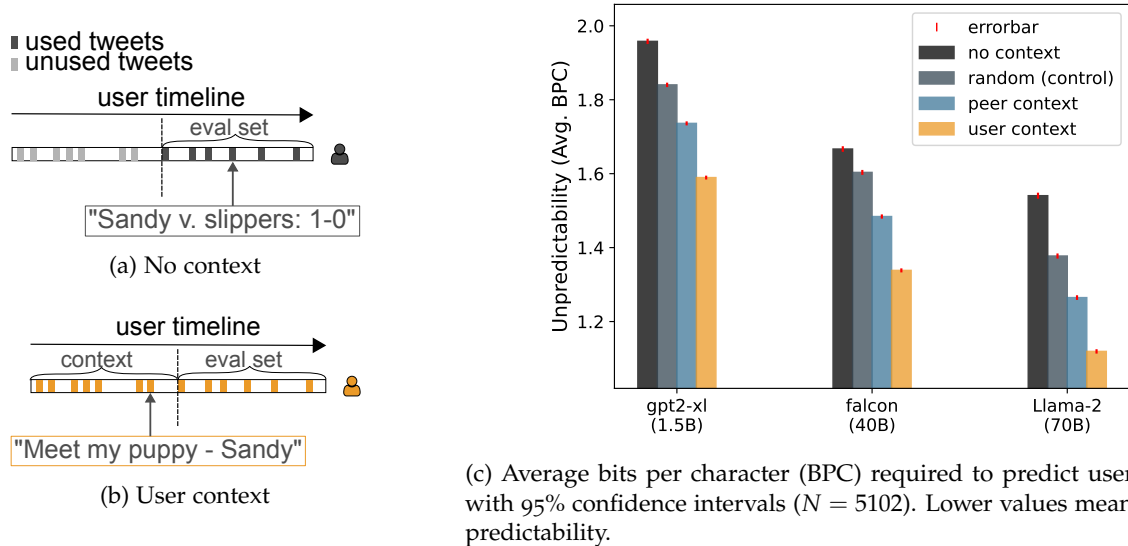 used tweets
unused tweets
user timeline
eval set
"Sandy v. slippers: 1-0"
(a) No context
user timeline
context
eval set
"Meet my puppy - Sandy"
(b) User context
Unpredictability (Avg. BPC)
2.0
1.8
1.6
1.4
1.2
errorbar
no context
random (control)
peer context
user context
gpt2-xl
(1.5B)
falcon
(40B)
Llama-2
(70B)
(c) Average bits per character (BPC) required to predict user
with 95% confidence intervals (N = 5102). Lower values mean
predictability.